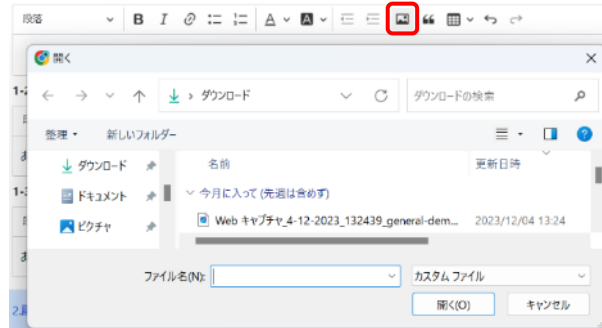 段落 B I A A
開く
1-2
ダウンロード ダウンロードの検索
整理 新しいフォルダー
ダウンロード 名前 更新日時
1-3
ドキュメント 今月に入って (先週は含めず)
ピクチャ Web キャプチャ_4-12-2023_132439_general-dem... 2023/12/04 13:24
ファイル名(N): カスタム ファイル
2.
開く(O) キャンセル